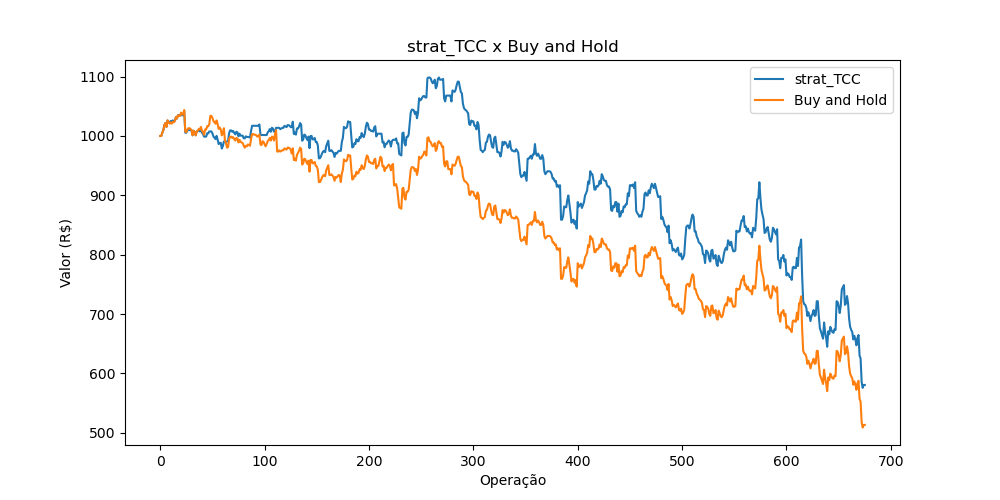 strat_TCC x Buy and Hold
strat_TCC
Buy and Hold
Valor (R$)
1100
1000
900
800
700
600
500
0 100 200 300 400 500 600 700
Operação